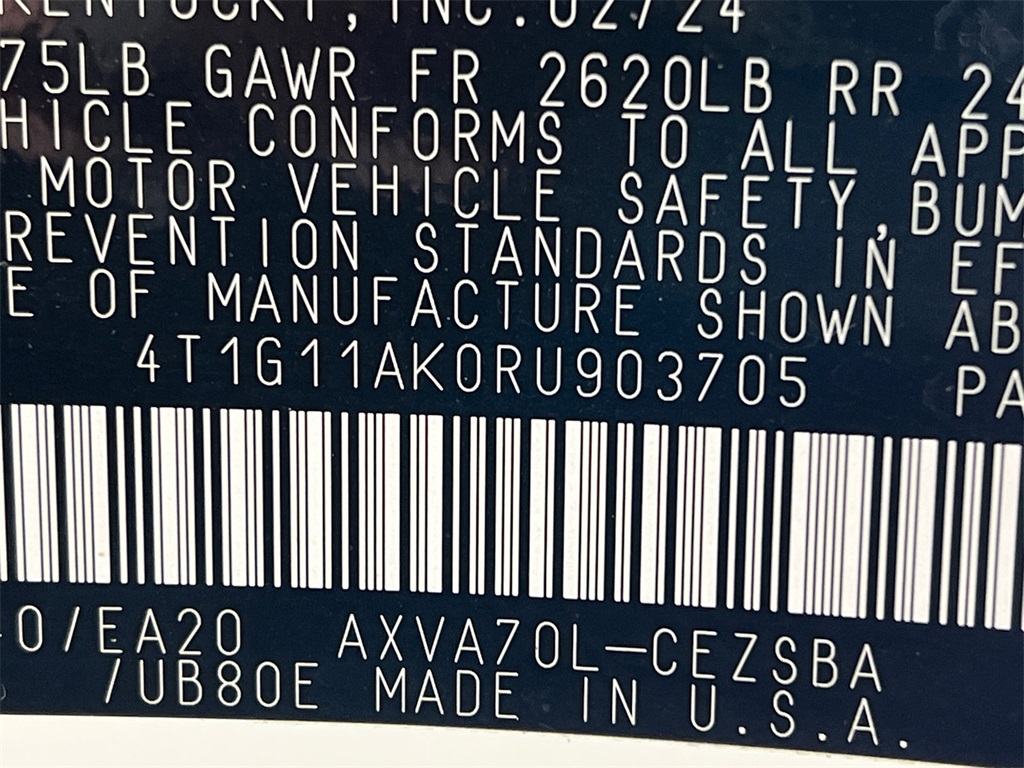 KENTUCKY, INC. 02/24
75LB GAWR FR 2620LB RR 24
HICLE CONFORMS TO ALL APP
MOTOR VEHICLE SAFETY, BUM
REVENTION STANDARDS IN EF
E OF MANUFACTURE SHOWN AB
4T1G11AK0RU903705 PA
0/EA20 AXVA70L-CEZSBA
/UB80E MADE IN U.S.A.